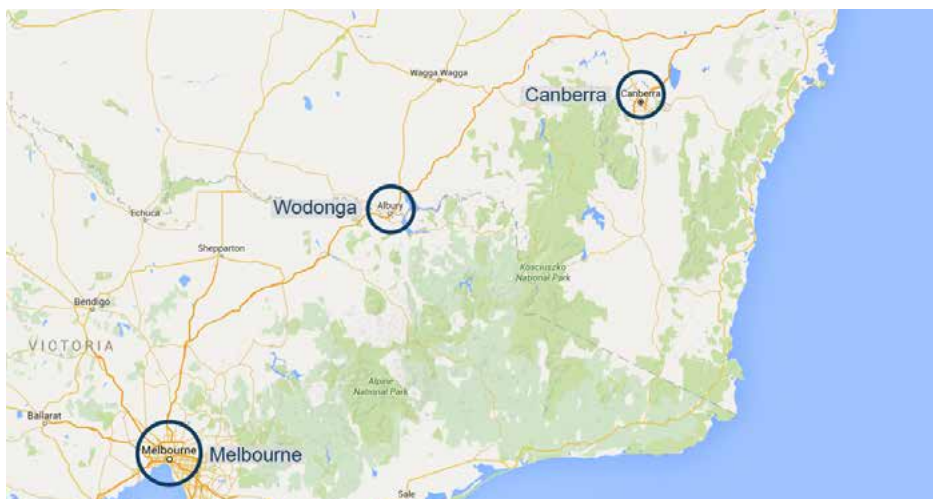 Wagga Wagga
Canberra
Canberra
Wodonga
Albury
Echuca
Shepparton
Kosciuszko
National Park
Bendigo
VICTORIA
Alpine
National Park
Ballarat
Melbourne
Melbourne
Sale